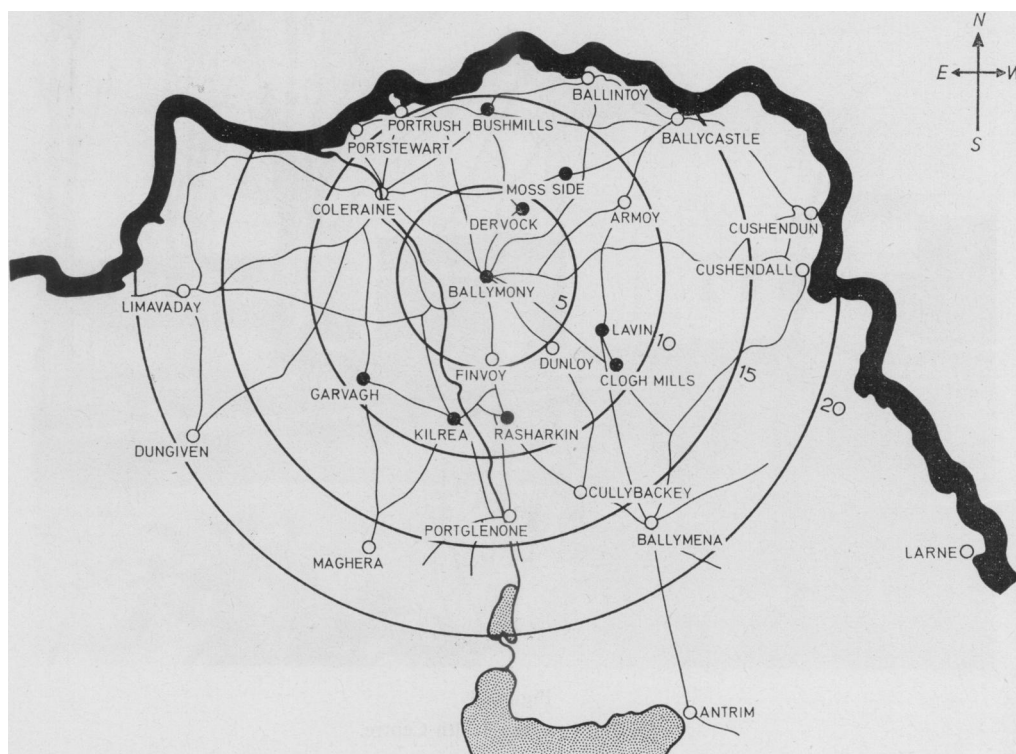 N
E
W
S
BALLINTOY
PORTRUSH
BUSHMILLS
BALLYCASTLE
PORTSTEWART
MOSS SIDE
COLERAINE
DERVOCK
ARMOY
CUSHENDUN
CUSHENDALL
BALLYMONY
LIMAVADAY
5
LAVIN
10
FINVOY
DUNLOY
CLOGH MILLS
15
GARVAGH
20
KILREA
RASHARKIN
DUNGIVEN
CULLYBACKEY
PORTGLENONE
BALLYMENA
MAGHERA
LARNE
ANTRIM